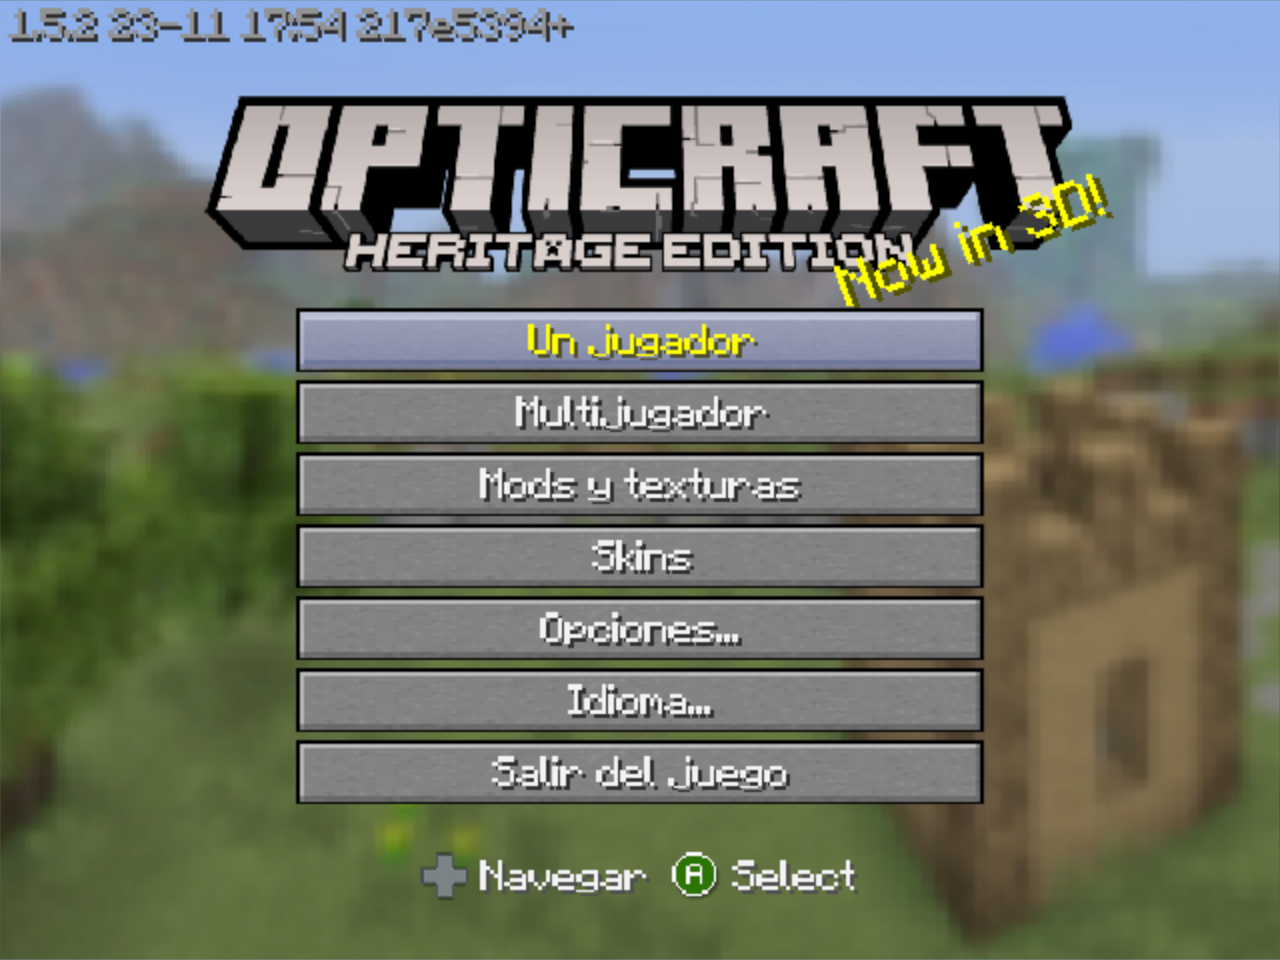 1.5.2 23-11 17:54 217e5394+
OPTICRAFT
HERITAGE EDITION
Now in 3D!
Un jugador
Multijugador
Mods y texturas
Skins
Opciones...
Idioma...
Salir del juego
Navegar A Select